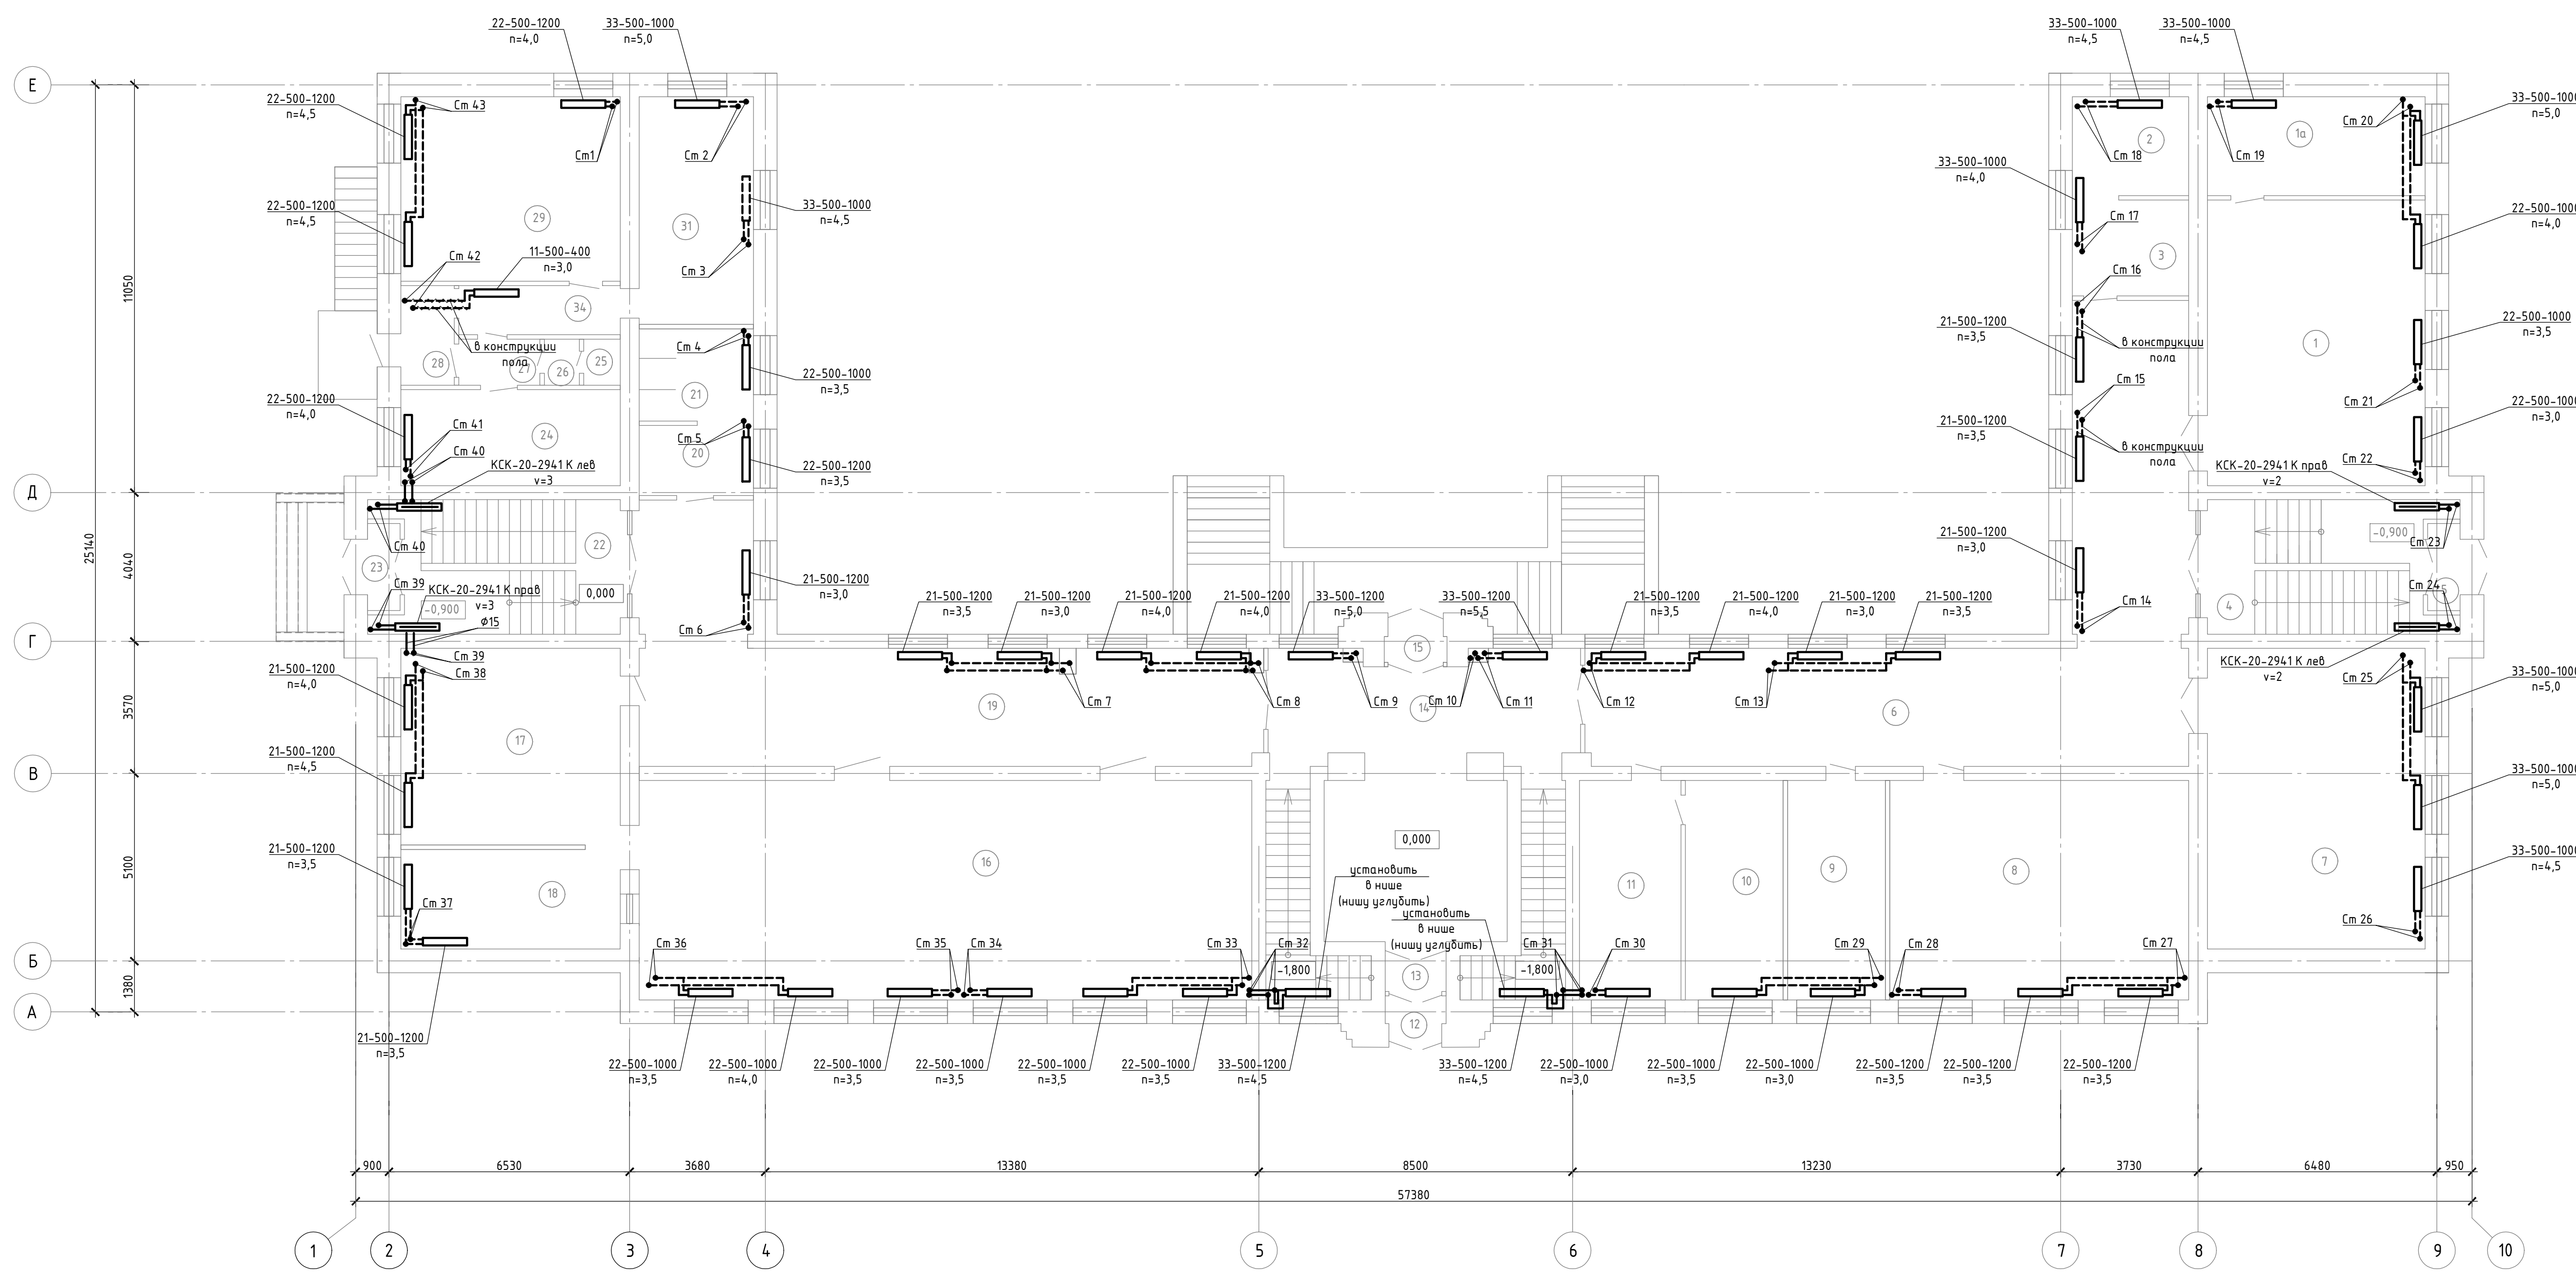 22-500-1200
n=4,0
33-500-1000
n=5,0
33-500-1000
n=4,5
33-500-1000
n=4,5
Е
22-500-1200
n=4,5
Ст 43
Ст1
Ст 2
Ст 18
Ст 19
2
1а
Ст 20
33-500-1000
n=5,0
33-500-1000
n=4,0
22-500-1200
n=4,5
29
31
33-500-1000
n=4,5
Ст 17
22-500-1000
n=4,0
Ст 42
11-500-400
n=3,0
Ст 3
3
Ст 16
11050
34
21-500-1200
n=3,5
22-500-1000
n=3,5
в конструкции
пола
28
27
26
25
Ст 4
в конструкции
пола
1
22-500-1000
n=3,5
21
Ст 15
22-500-1200
n=4,0
Ст 21
22-500-1000
n=3,0
21-500-1200
n=3,5
Ст 41
24
Ст 5
20
в конструкции
пола
Ст 40
КСК-20-2941 К лев
v=3
22-500-1200
n=3,5
Ст 22
КСК-20-2941 К прав
v=2
Д
25140
4040
Ст 40
22
23
21-500-1200
n=3,0
-0,900
Ст 23
Ст 39
КСК-20-2941 К прав
v=3
-0,900
0,000
21-500-1200
n=3,0
Ст 24
5
4
Ст 14
21-500-1200
n=3,5
21-500-1200
n=3,0
21-500-1200
n=4,0
21-500-1200
n=4,0
33-500-1200
n=5,0
33-500-1200
n=5,5
21-500-1200
n=3,5
21-500-1200
n=4,0
21-500-1200
n=3,0
21-500-1200
n=3,5
ϕ15
Ст 6
Г
15
Ст 39
Ст 38
КСК-20-2941 К лев
v=2
Ст 25
33-500-1000
n=5,0
21-500-1200
n=4,0
3570
19
Ст 7
Ст 8
Ст 9
14
Ст 10
Ст 11
Ст 12
Ст 13
6
17
21-500-1200
n=4,5
В
33-500-1000
n=5,0
21-500-1200
n=3,5
5100
0,000
16
18
установить
в нише
(нишу углубить)
установить
в нише
(нишу углубить)
11
10
9
8
7
33-500-1000
n=4,5
Ст 37
Ст 26
Ст 36
Ст 35
Ст 34
Ст 33
Ст 32
Ст 31
Ст 30
Ст 29
Ст 28
Ст 27
Б
-1,800
13
-1,800
1380
А
12
21-500-1200
n=3,5
22-500-1000
n=3,5
22-500-1000
n=4,0
22-500-1000
n=3,5
22-500-1000
n=3,5
22-500-1000
n=3,5
22-500-1000
n=3,5
33-500-1200
n=4,5
33-500-1200
n=4,5
22-500-1000
n=3,0
22-500-1000
n=3,5
22-500-1000
n=3,0
22-500-1200
n=3,5
22-500-1200
n=3,5
22-500-1200
n=3,5
900
6530
3680
13380
8500
13230
3730
6480
950
57380
1
2
3
4
5
6
7
8
9
10